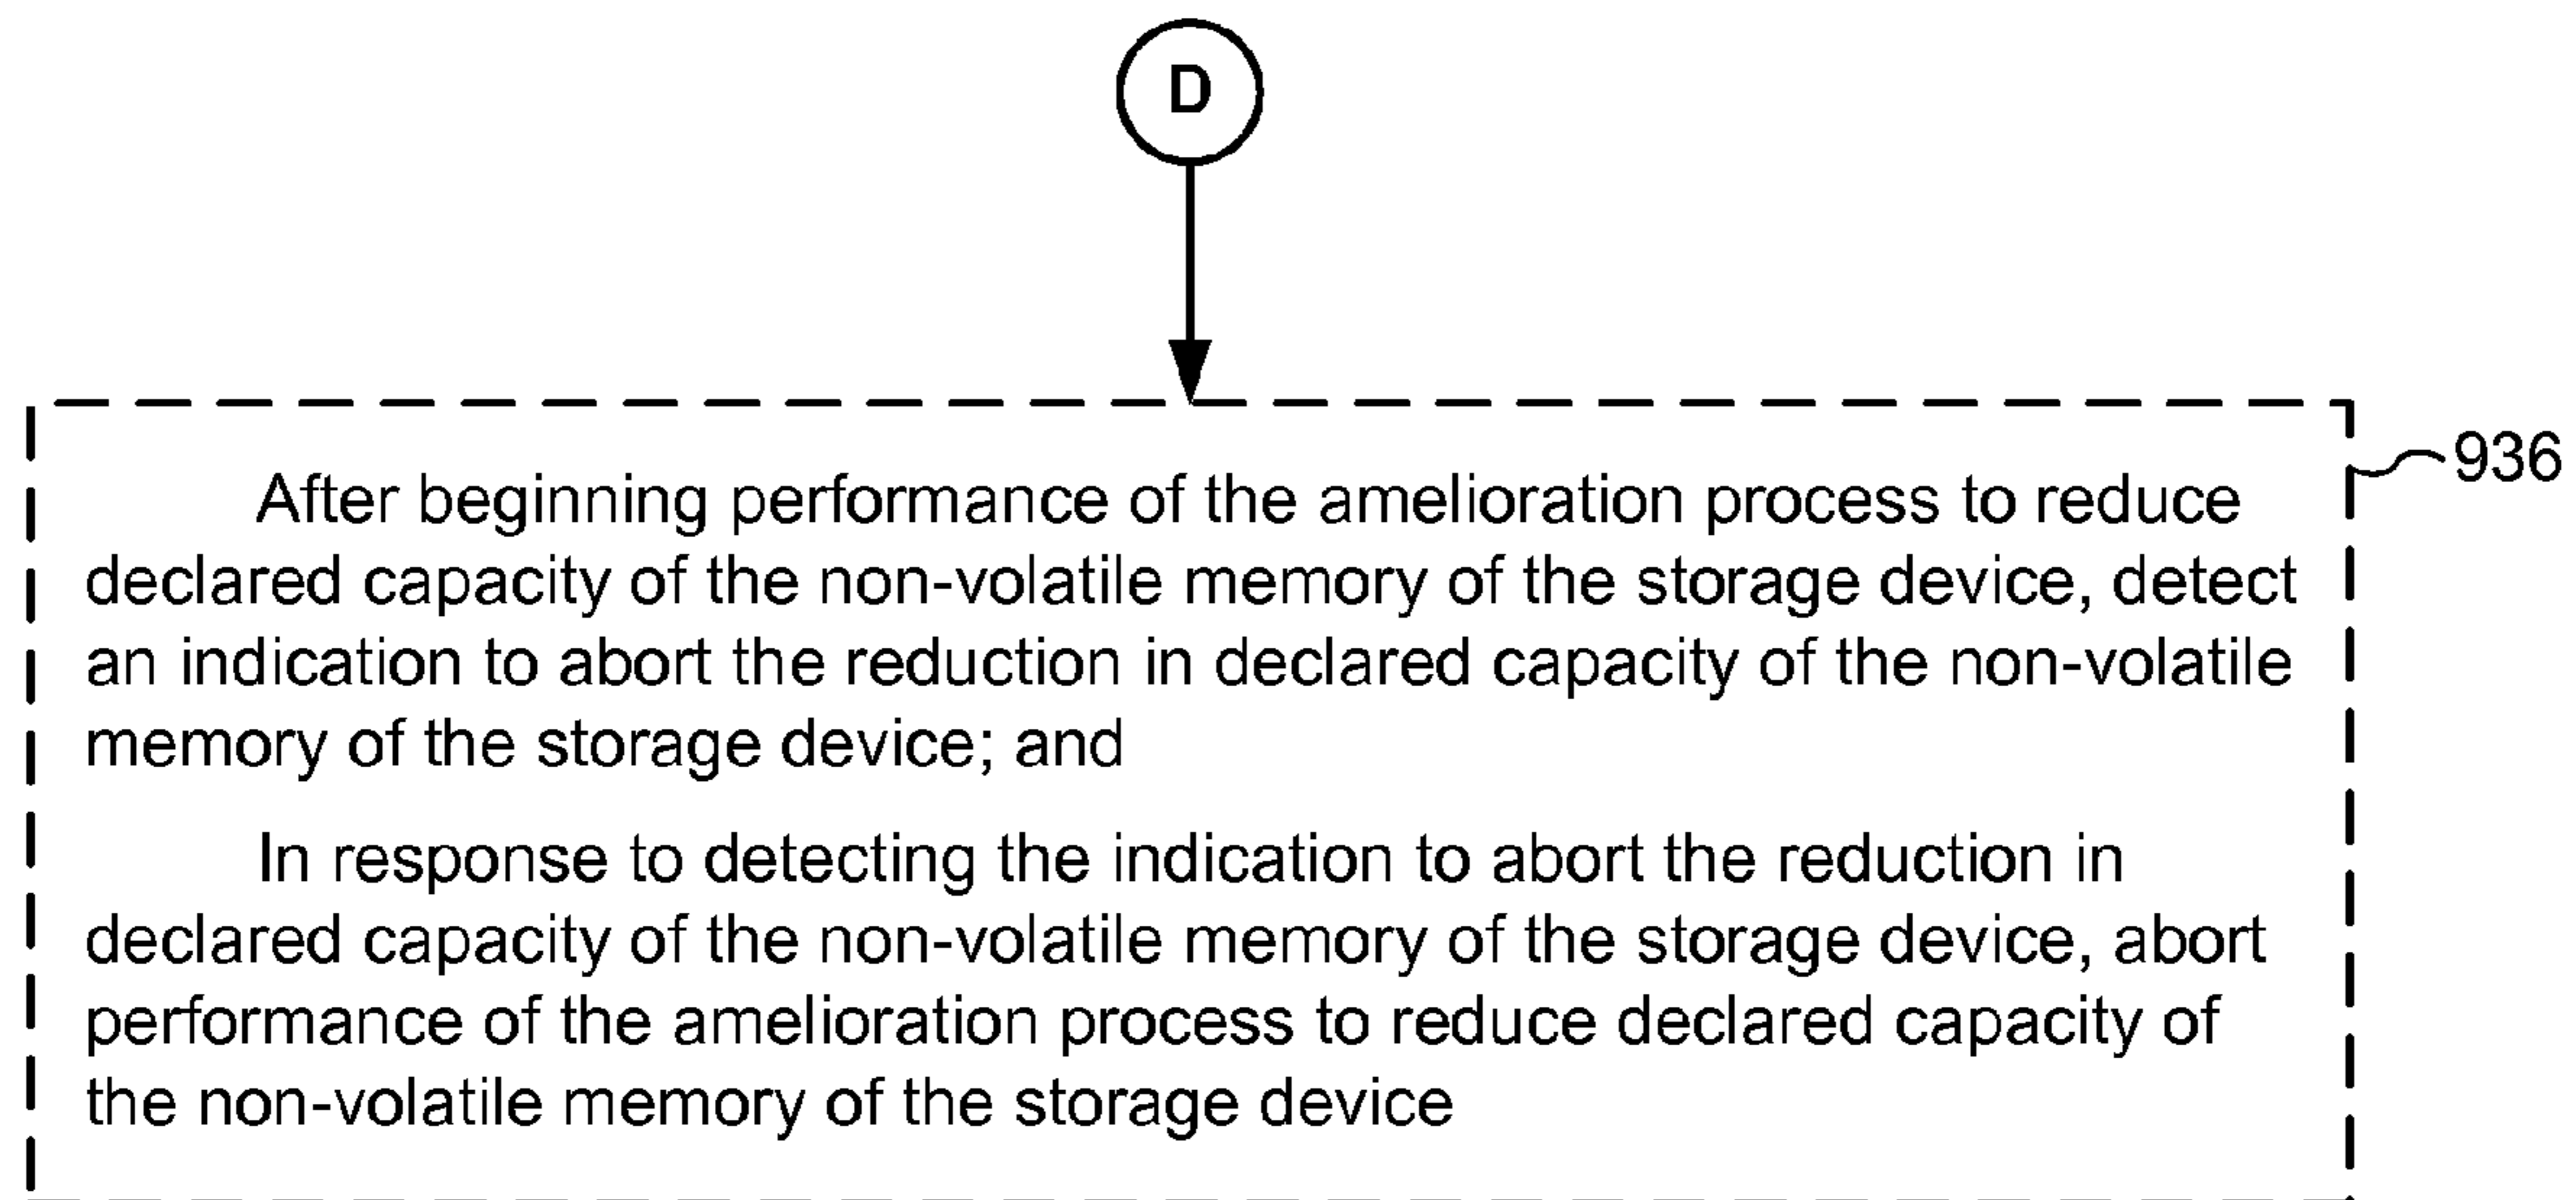 D
936
After beginning performance of the amelioration process to reduce
declared capacity of the non-volatile memory of the storage device, detect
an indication to abort the reduction in declared capacity of the non-volatile
memory of the storage device; and
In response to detecting the indication to abort the reduction in
declared capacity of the non-volatile memory of the storage device, abort
performance of the amelioration process to reduce declared capacity of
the non-volatile memory of the storage device